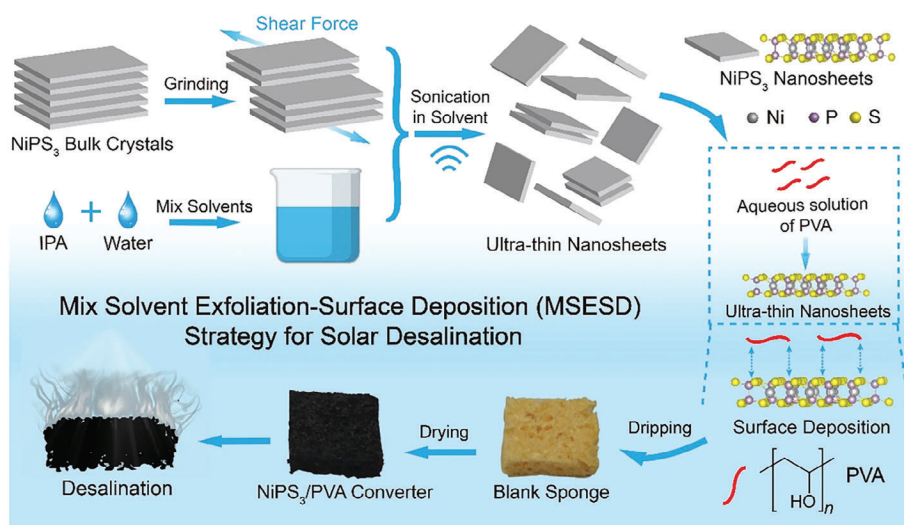 Shear Force
Grinding
NiPS₃ Bulk Crystals
IPA
+
Water
Mix Solvents
Sonication
in Solvent
Ultra-thin Nanosheets
NiPS₃ Nanosheets
Ni
P
S
Aqueous solution
of PVA
Ultra-thin Nanosheets
Surface Deposition
HO
n
PVA
Mix Solvent Exfoliation-Surface Deposition (MSESD)
Strategy for Solar Desalination
Dripping
Blank Sponge
Drying
NiPS₃/PVA Converter
Desalination